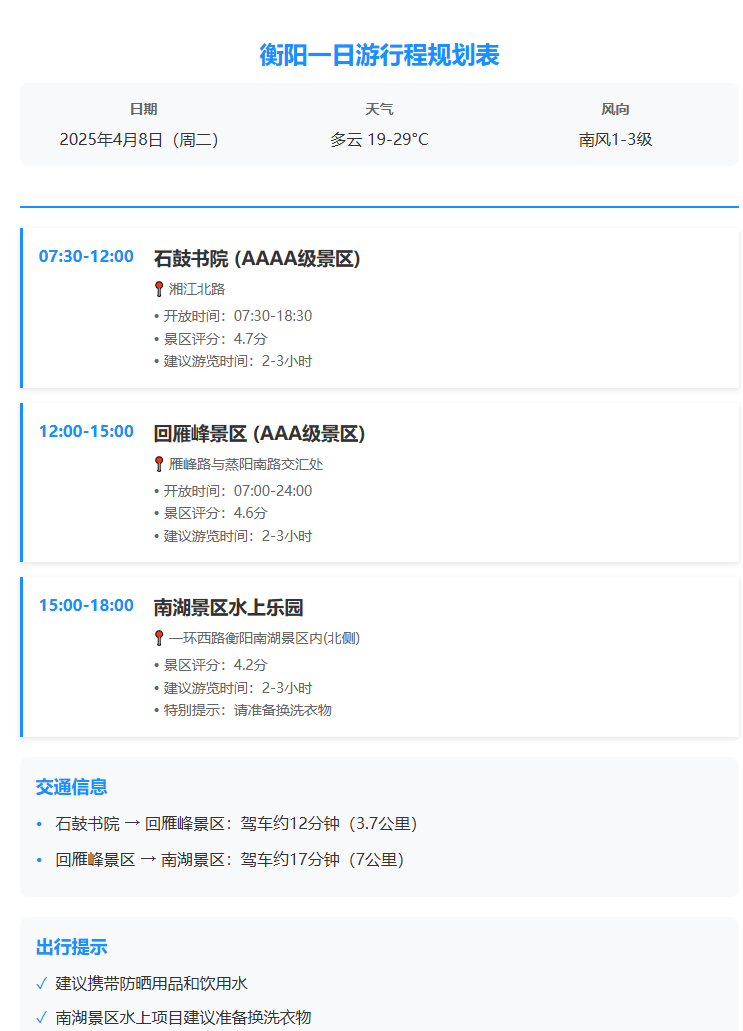 衡阳一日游行程规划表
日期 天气 风向
2025年4月8日（周二） 多云 19-29°C 南风1-3级
07:30-12:00 石鼓书院 (AAAA级景区)
湘江北路
• 开放时间：07:30-18:30
• 景区评分：4.7分
• 建议游览时间：2-3小时
12:00-15:00 回雁峰景区 (AAA级景区)
雁峰路与蒸阳南路交汇处
• 开放时间：07:00-24:00
• 景区评分：4.6分
• 建议游览时间：2-3小时
15:00-18:00 南湖景区水上乐园
一环西路衡阳南湖景区内(北侧)
• 景区评分：4.2分
• 建议游览时间：2-3小时
• 特别提示：请准备换洗衣物
交通信息
• 石鼓书院 → 回雁峰景区：驾车约12分钟（3.7公里）
• 回雁峰景区 → 南湖景区：驾车约17分钟（7公里）
出行提示
✓ 建议携带防晒用品和饮用水
✓ 南湖景区水上项目建议准备换洗衣物